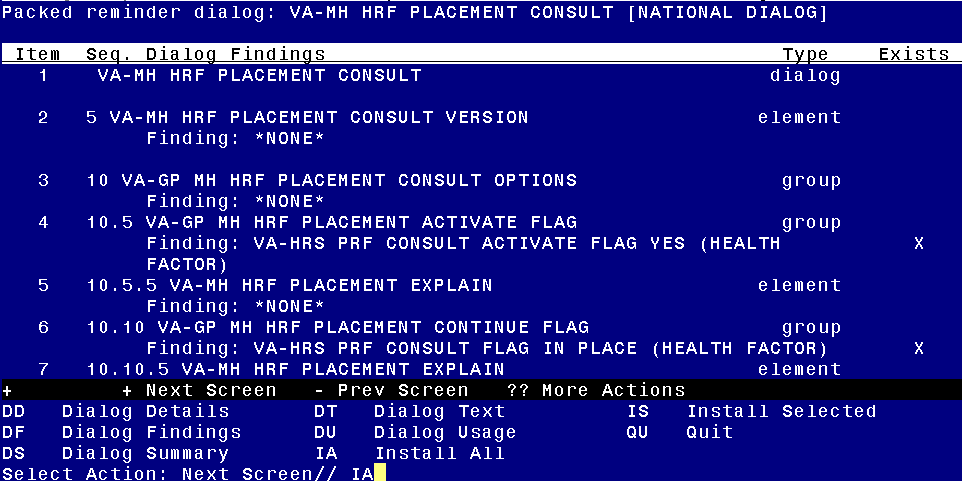 Packed reminder dialog: VA-MH HRF PLACEMENT CONSULT [NATIONAL DIALOG]
Item Seq. Dialog Findings Type Exists
1 VA-MH HRF PLACEMENT CONSULT dialog
2 5 VA-MH HRF PLACEMENT CONSULT VERSION element
Finding: *NONE*
3 10 VA-GP MH HRF PLACEMENT CONSULT OPTIONS group
Finding: *NONE*
4 10.5 VA-GP MH HRF PLACEMENT ACTIVATE FLAG group
Finding: VA-HRS PRF CONSULT ACTIVATE FLAG YES (HEALTH X
FACTOR)
5 10.5.5 VA-MH HRF PLACEMENT EXPLAIN element
Finding: *NONE*
6 10.10 VA-GP MH HRF PLACEMENT CONTINUE FLAG group
Finding: VA-HRS PRF CONSULT FLAG IN PLACE (HEALTH FACTOR) X
7 10.10.5 VA-MH HRF PLACEMENT EXPLAIN element
+ + Next Screen - Prev Screen ?? More Actions
DD Dialog Details DT Dialog Text IS Install Selected
DF Dialog Findings DU Dialog Usage QU Quit
DS Dialog Summary IA Install All
Select Action: Next Screen// IA